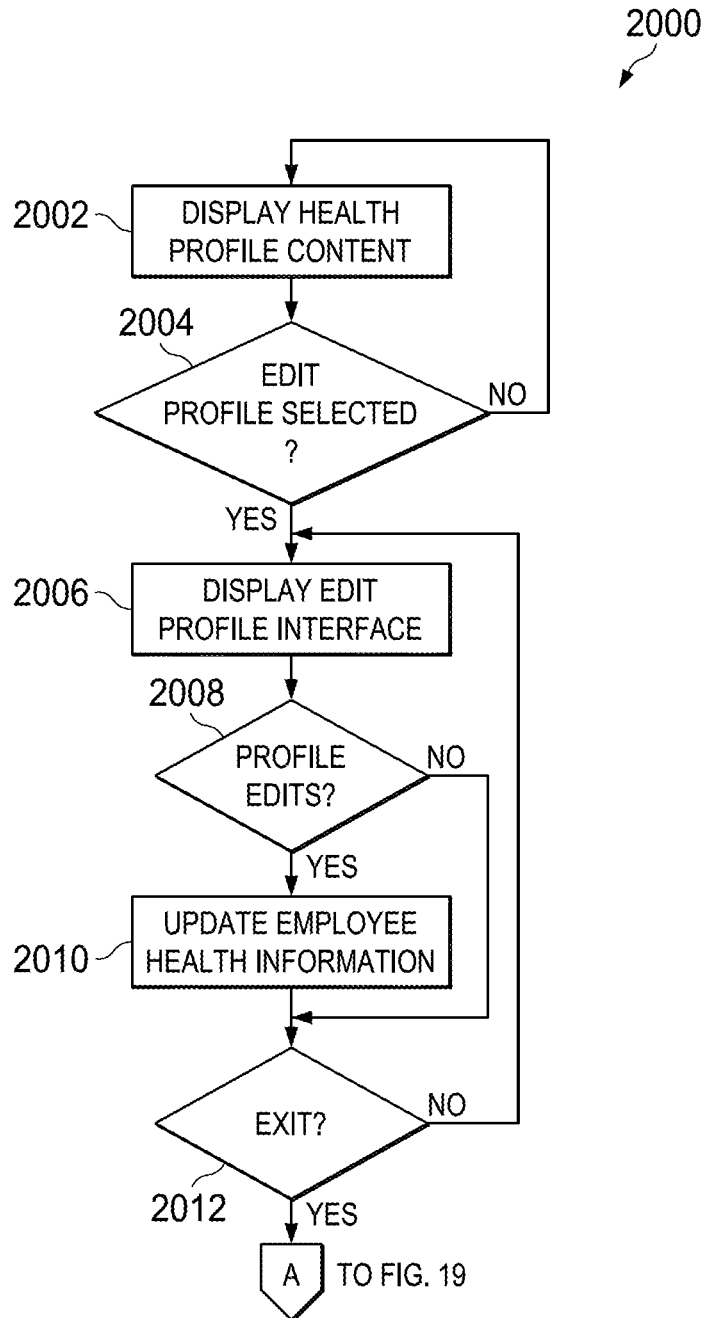 2000
2002
DISPLAY HEALTH
PROFILE CONTENT
2004
EDIT
PROFILE SELECTED
?
NO
YES
2006
DISPLAY EDIT
PROFILE INTERFACE
2008
PROFILE
EDITS?
NO
YES
2010
UPDATE EMPLOYEE
HEALTH INFORMATION
EXIT?
NO
2012
YES
A
TO FIG. 19